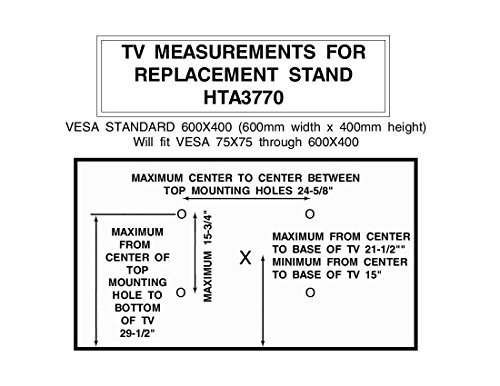 TV MEASUREMENTS FOR
REPLACEMENT STAND
HTA3770
VESA STANDARD 600X400 (600mm width x 400mm height)
Will fit VESA 75X75 through 600X400
MAXIMUM CENTER TO CENTER BETWEEN
TOP MOUNTING HOLES 24-5/8"
MAXIMUM
FROM
CENTER OF
TOP
MOUNTING
HOLE TO
BOTTOM
OF TV
29-1/2"
MAXIMUM 15-3/4"
X
MAXIMUM FROM CENTER
TO BASE OF TV 21-1/2""
MINIMUM FROM CENTER
TO BASE OF TV 15"